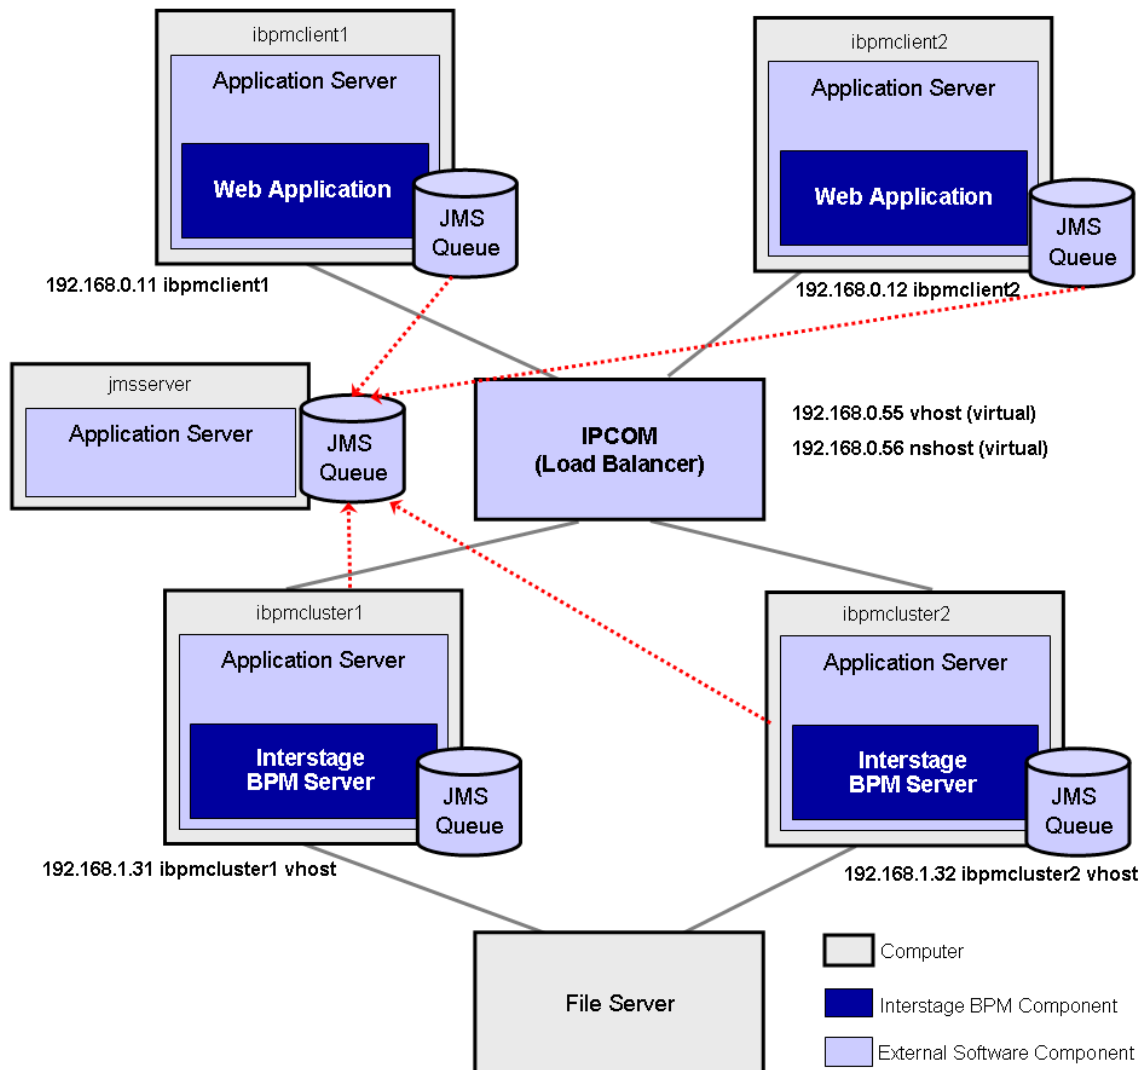 ibpmclient1
Application Server
Web Application
JMS
Queue
192.168.0.11 ibpmclient1
ibpmclient2
Application Server
Web Application
JMS
Queue
192.168.0.12 ibpmclient2
jmsserver
Application Server
JMS
Queue
IPCOM
(Load Balancer)
192.168.0.55 vhost (virtual)
192.168.0.56 nshost (virtual)
ibpmcluster1
Application Server
Interstage
BPM Server
JMS
Queue
192.168.1.31 ibpmcluster1 vhost
ibpmcluster2
Application Server
Interstage
BPM Server
JMS
Queue
192.168.1.32 ibpmcluster2 vhost
File Server
Computer
Interstage BPM Component
External Software Component